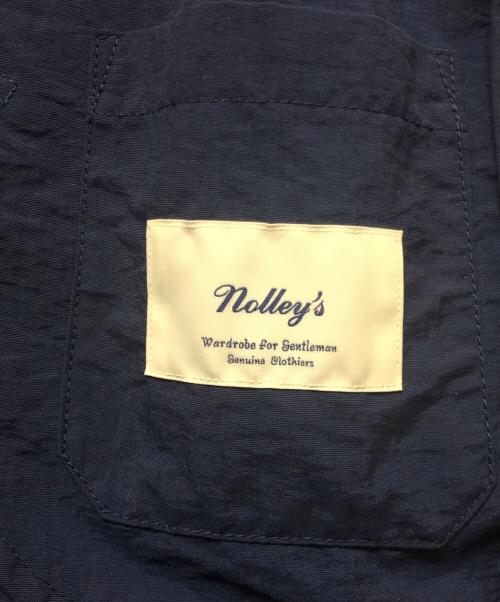 Nolley's
Wardrobe for Gentleman
Genuine Clothiers